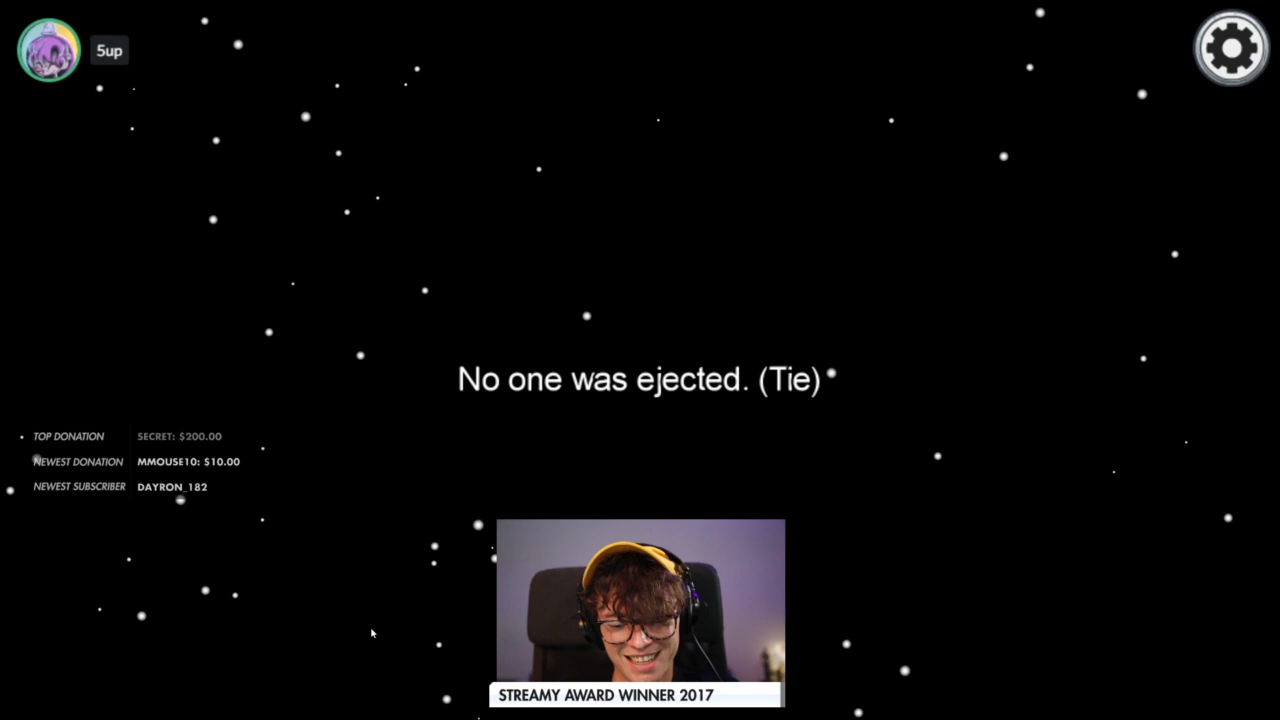 5up
No one was ejected. (Tie)
TOP DONATION SECRET: $200.00
NEWEST DONATION MMOUSE10: $10.00
NEWEST SUBSCRIBER DAYRON_182
STREAMY AWARD WINNER 2017